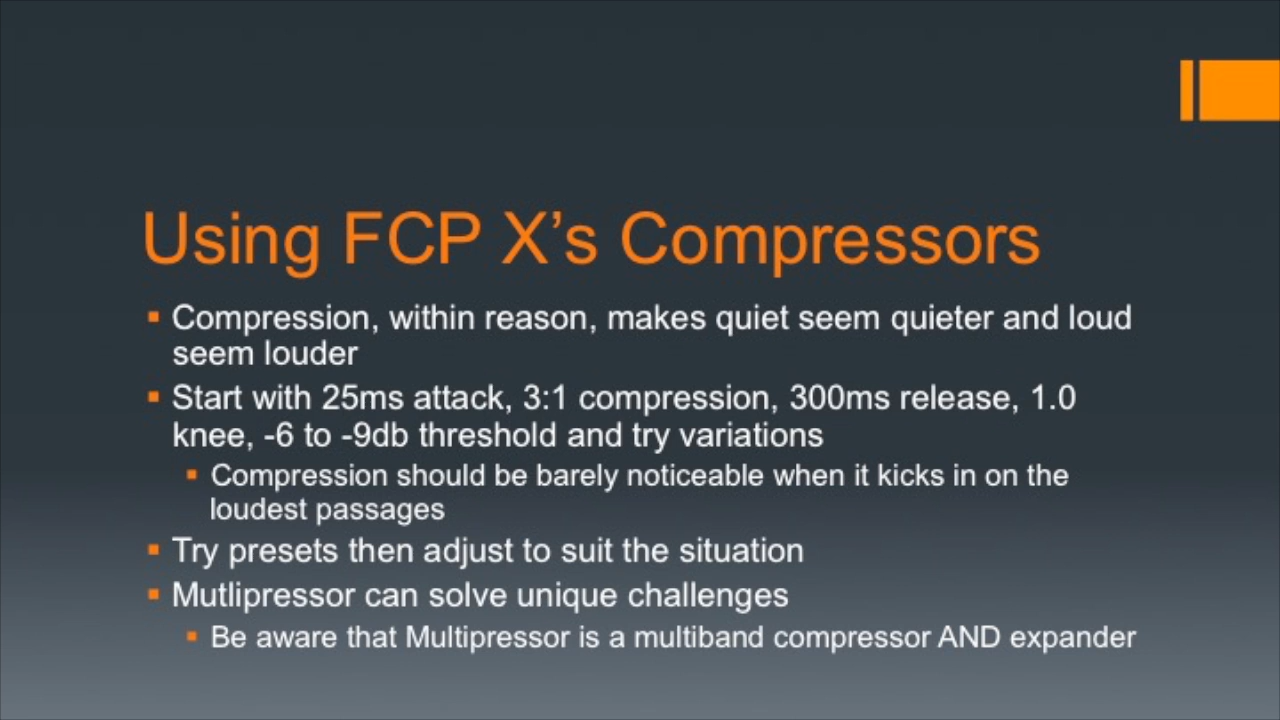 Using FCP X’s Compressors
Compression, within reason, makes quiet seem quieter and loud
seem louder
Start with 25ms attack, 3:1 compression, 300ms release, 1.0
knee, -6 to -9db threshold and try variations
Compression should be barely noticeable when it kicks in on the
loudest passages
Try presets then adjust to suit the situation
Mutlipressor can solve unique challenges
Be aware that Multipressor is a multiband compressor AND expander